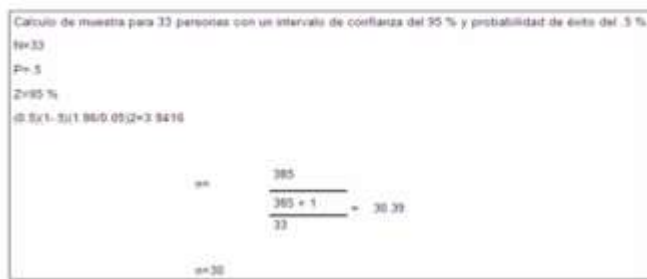 Calculo de muestra para 33 personas con un intervalo de confianza del 95 % y probabilidad de éxito del .5 %
N=33
P=.5
Z=95 %
(0.5)(1-.5)(1.96/0.05)2=3.8416
n=
385
385 + 1
= 30.39
33
n=30